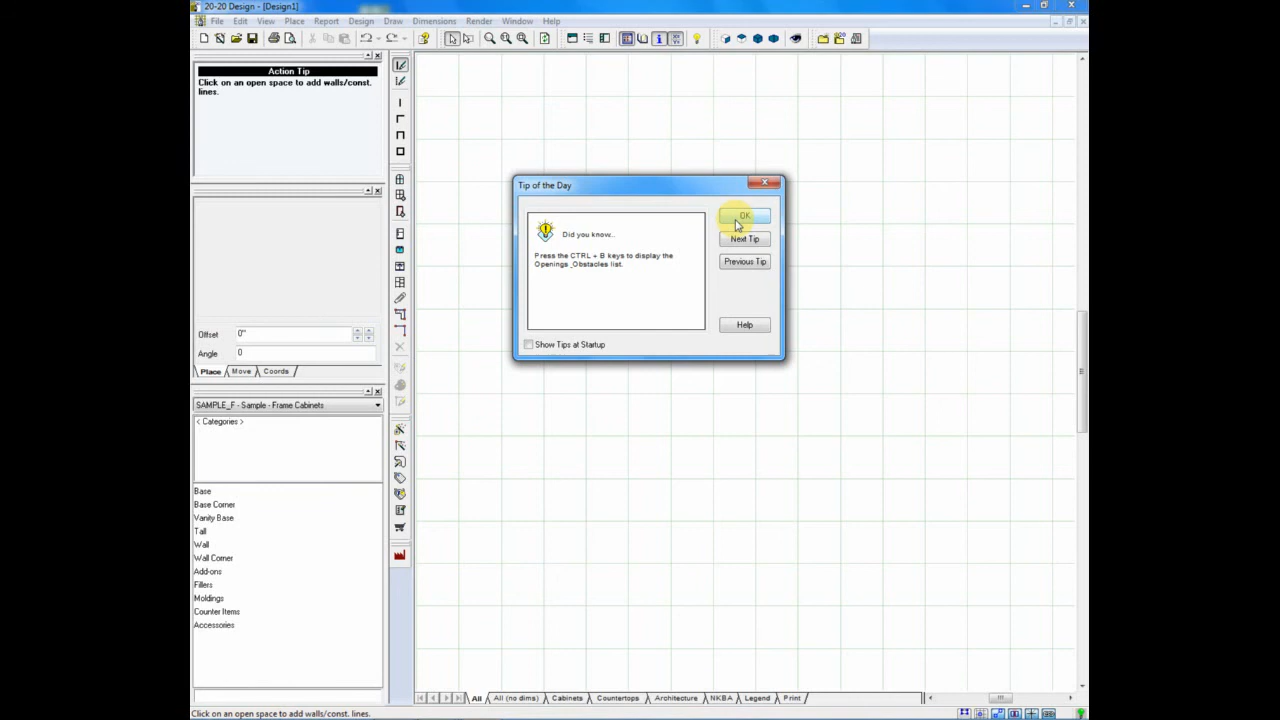 20-20 Design - [Design1]
File Edit View Place Report Design Draw Dimensions Render Window Help
Action Tip
Click on an open space to add walls/const.
lines.
Tip of the Day
Did you know...
Press the CTRL + B keys to display the
Openings _Obstacles list.
OK
Next Tip
Previous Tip
Help
Show Tips at Startup
Offset 0"
Angle 0
Place Move Coords
SAMPLE_F - Sample - Frame Cabinets
< Categories >
Base
Base Corner
Vanity Base
Tall
Wall
Wall Corner
Add-ons
Fillers
Moldings
Counter Items
Accessories
All All (no dims) Cabinets Countertops Architecture NKBA Legend Print
Click on an open space to add walls/const. lines.